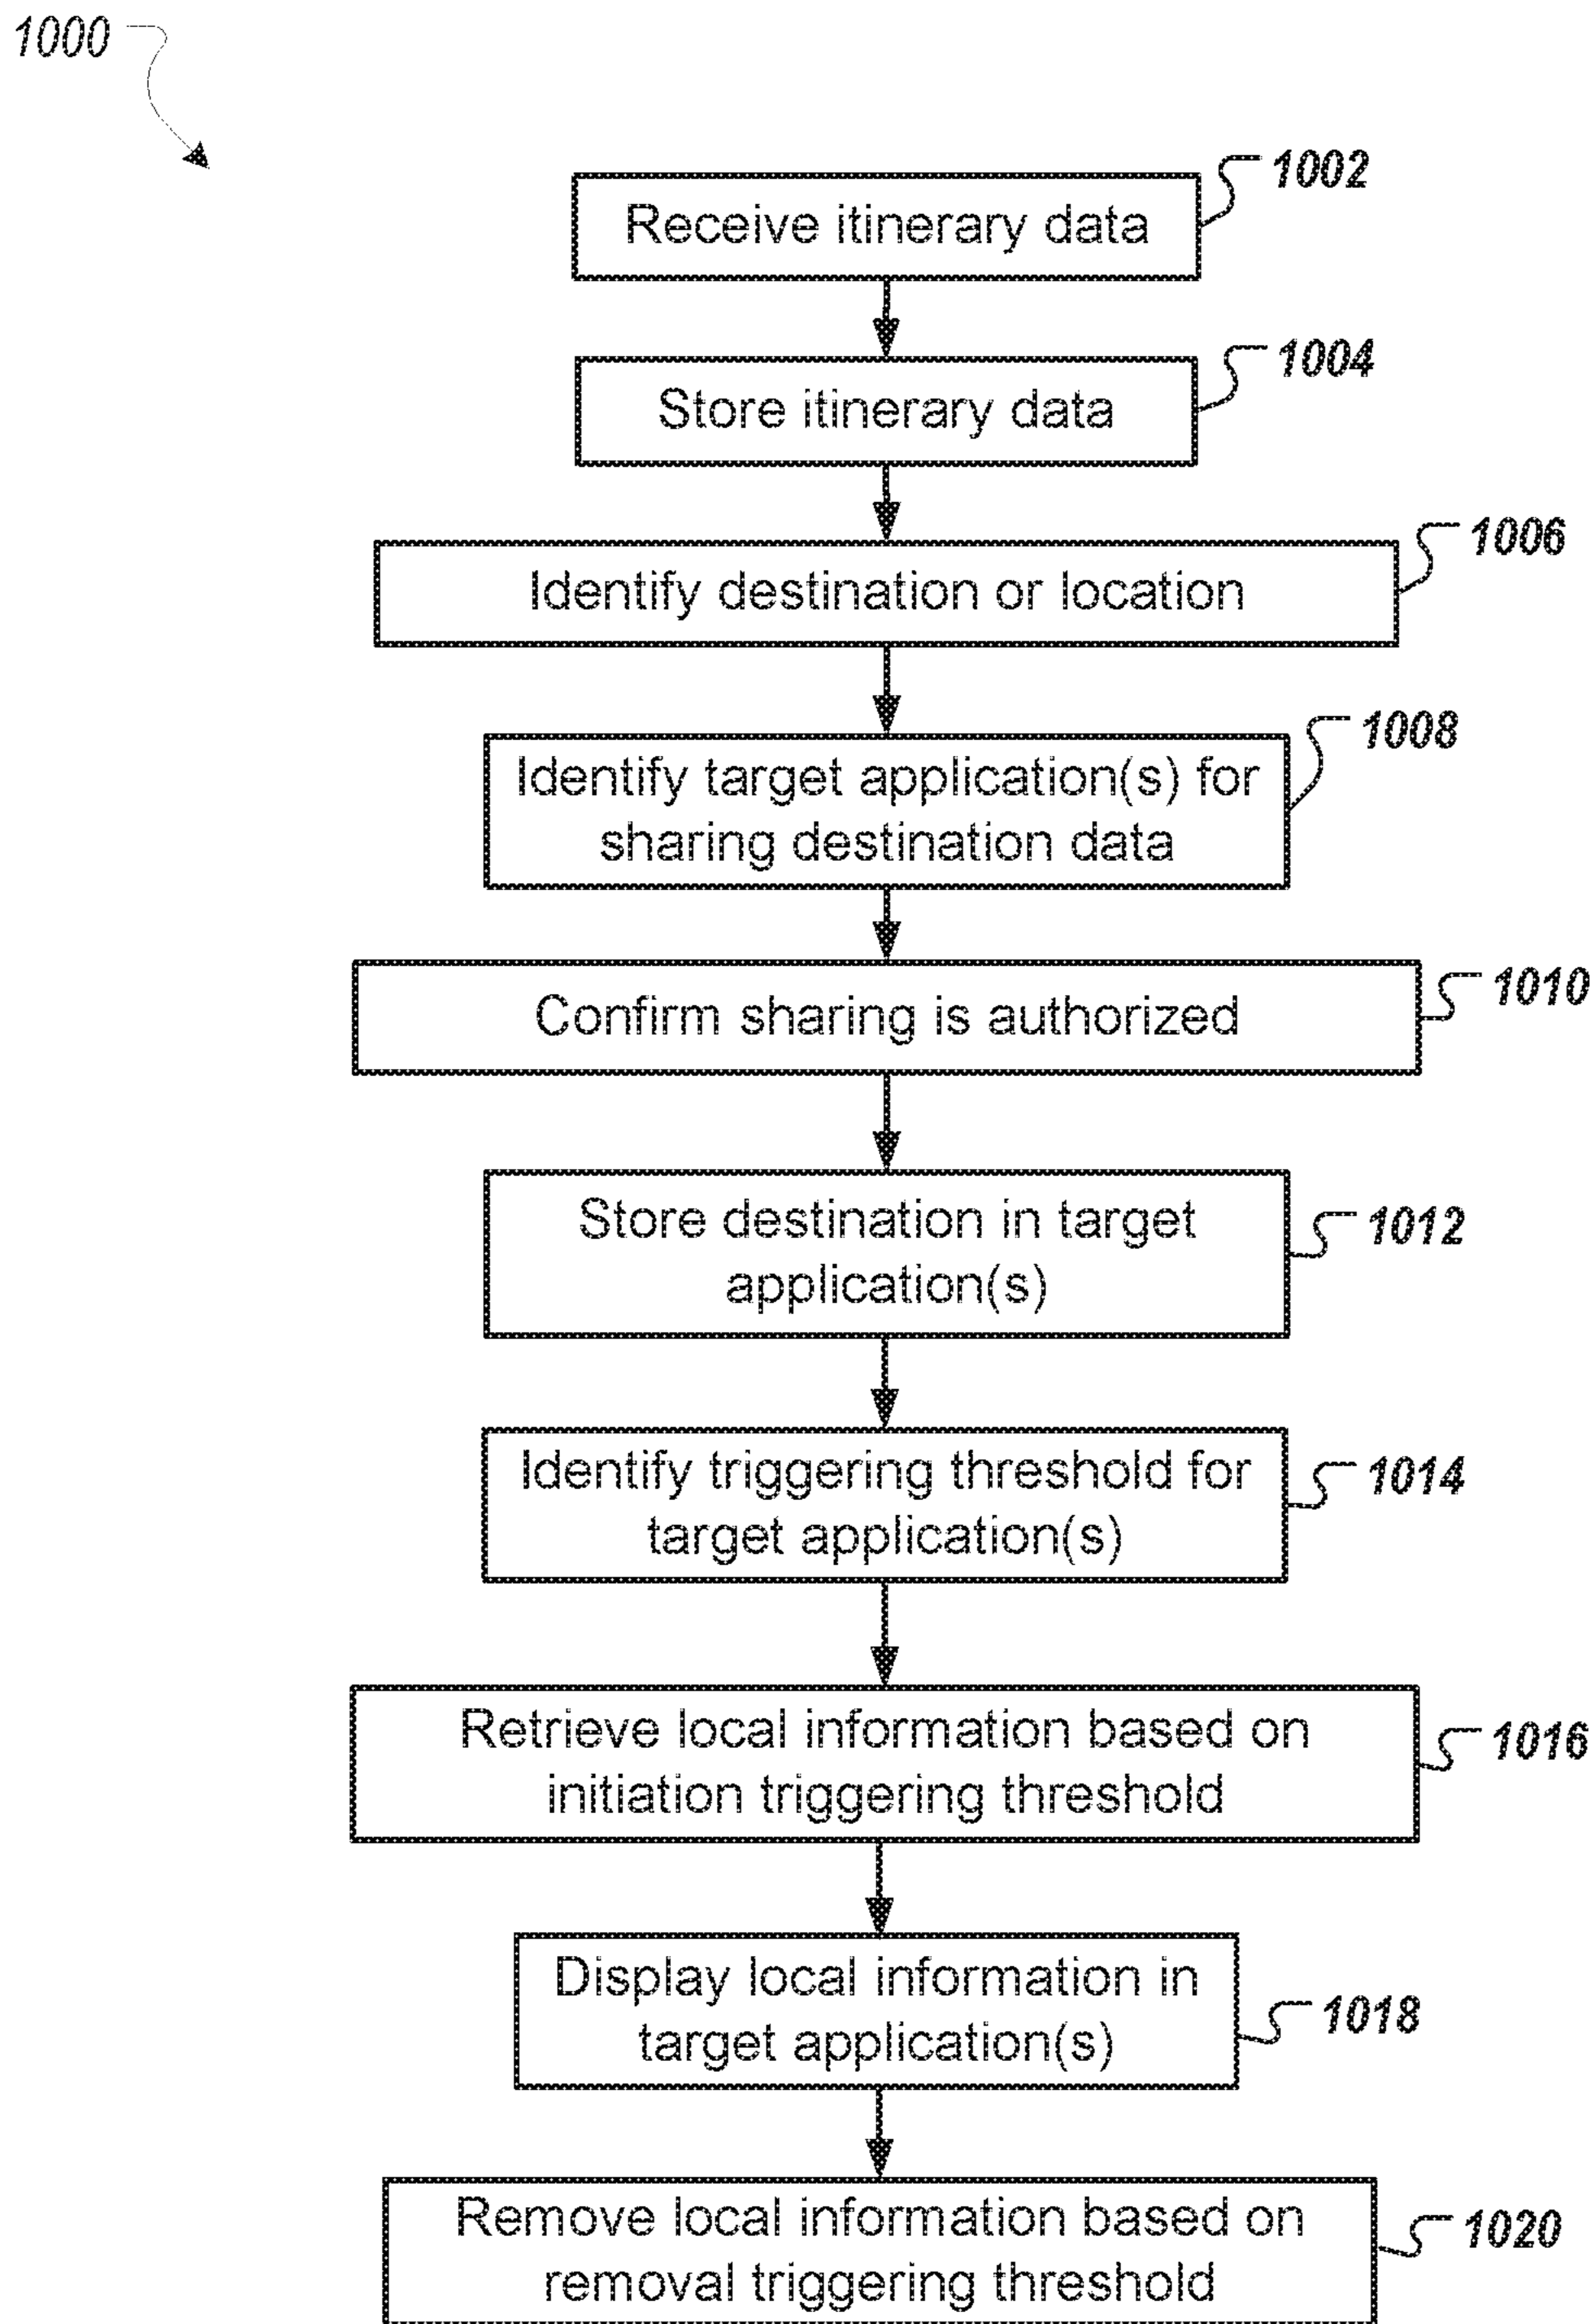 1000
Receive itinerary data
1002
Store itinerary data
1004
Identify destination or location
1006
Identify target application(s) for
sharing destination data
1008
Confirm sharing is authorized
1010
Store destination in target
application(s)
1012
Identify triggering threshold for
target application(s)
1014
Retrieve local information based on
initiation triggering threshold
1016
Display local information in
target application(s)
1018
Remove local information based on
removal triggering threshold
1020